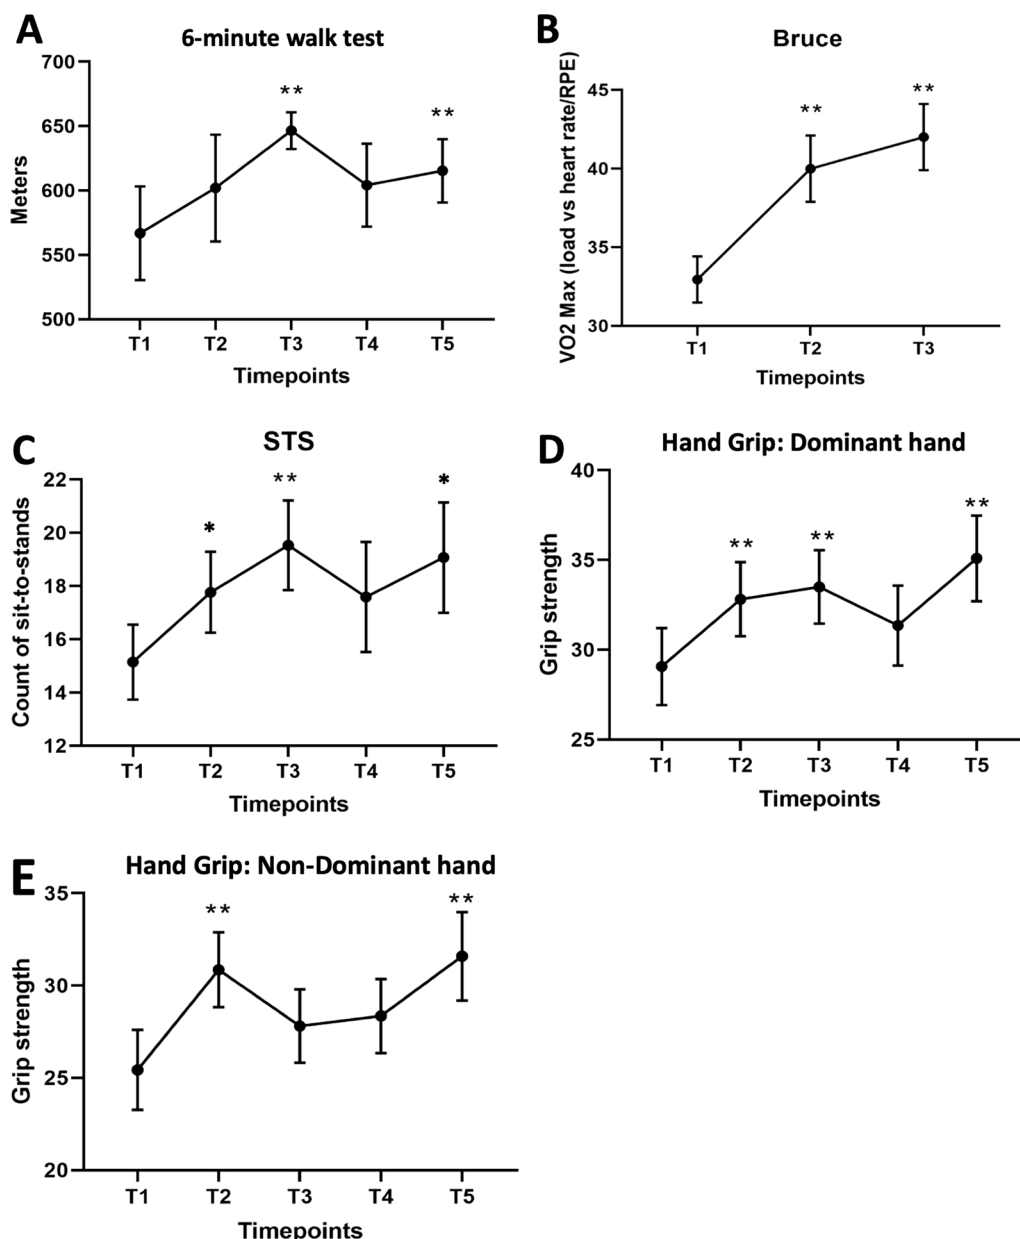 A
6-minute walk test
700
650
600
550
500
Meters
**
**
T1 T2 T3 T4 T5
Timepoints
B
Bruce
45
40
35
30
VO2 Max (load vs heart rate/RPE)
**
**
T1 T2 T3
Timepoints
C
STS
22
20
18
16
14
12
Count of sit-to-stands
*
**
*
T1 T2 T3 T4 T5
Timepoints
D
Hand Grip: Dominant hand
40
35
30
25
Grip strength
**
**
**
T1 T2 T3 T4 T5
Timepoints
E
Hand Grip: Non-Dominant hand
35
30
25
20
Grip strength
**
**
T1 T2 T3 T4 T5
Timepoints